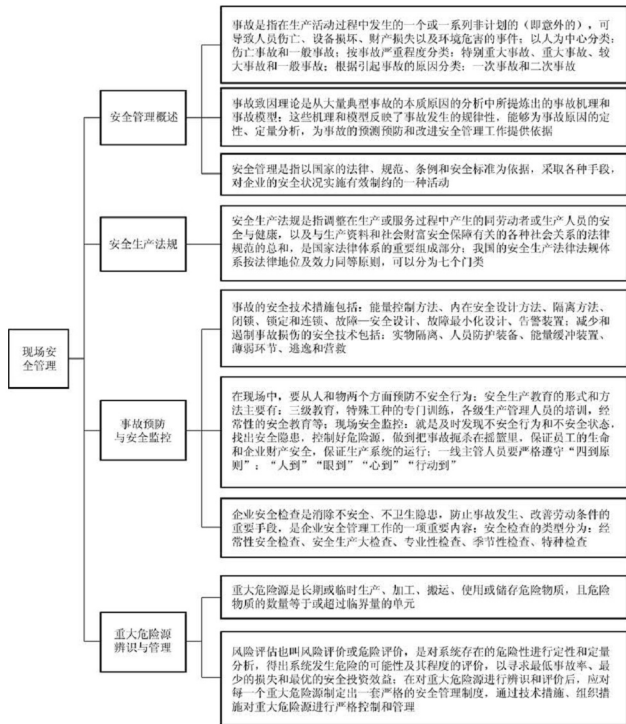 事故是指在生产活动过程中发生的一个或一系列非计划的（即意外的），可
导致人员伤亡、设备损坏、财产损失以及环境危害的事件；以人为中心分类：
伤亡事故和一般事故；按事故严重程度分类：特别重大事故、重大事故、较
大事故和一般事故；根据引起事故的原因分类：一次事故和二次事故
安全管理概述
事故致因理论是从大量典型事故的本质原因的分析中所提炼出的事故机理和
事故模型；这些机理和模型反映了事故发生的规律性，能够为事故原因的定
性、定量分析，为事故的预测预防和改进安全管理工作提供依据
安全管理是指以国家的法律、规范、条例和安全标准为依据，采取各种手段，
对企业的安全状况实施有效制约的一种活动
安全生产法规
安全生产法规是指调整在生产或服务过程中产生的同劳动者或生产人员的安
全与健康，以及与生产资料和社会财富安全保障有关的各种社会关系的法律
规范的总和，是国家法律体系的重要组成部分；我国的安全生产法律法规体
系按法律地位及效力同等原则，可以分为七个门类
现场安
全管理
事故的安全技术措施包括：能量控制方法、内在安全设计方法、隔离方法、
闭锁、锁定和连锁、故障—安全设计、故障最小化设计、告警装置；减少和
遏制事故损伤的安全技术包括：实物隔离、人员防护装备、能量缓冲装置、
薄弱环节、逃逸和营救
事故预防
与安全监控
在现场中，要从人和物两个方面预防不安全行为；安全生产教育的形式和方
法主要有：三级教育，特殊工种的专门训练，各级生产管理人员的培训，经
常性的安全教育等；现场安全监控：就是及时发现不安全行为和不安全状态，
找出安全隐患，控制好危险源，做到把事故扼杀在摇篮里，保证员工的生命
和企业财产安全，保证生产系统的运行；一线主管人员要严格遵守“四到原
则”；“人到”“眼到”“心到”“行动到”
企业安全检查是消除不安全、不卫生隐患，防止事故发生、改善劳动条件的
重要手段，是企业安全管理工作的一项重要内容；安全检查的类型分为：经
常性安全检查、安全生产大检查、专业性检查、季节性检查、特种检查
重大危险源
辨识与管理
重大危险源是长期或临时生产、加工、搬运、使用或储存危险物质，且危险
物质的数量等于或超过临界量的单元
风险评估也叫风险评价或危险评价，是对系统存在的危险性进行定性和定量
分析，得出系统发生危险的可能性及其程度的评价，以寻求最低事故率、最
少的损失和最优的安全投资效益；在对重大危险源进行辨识和评价后，应对
每一个重大危险源制定出一套严格的安全管理制度，通过技术措施、组织措
施对重大危险源进行严格控制和管理